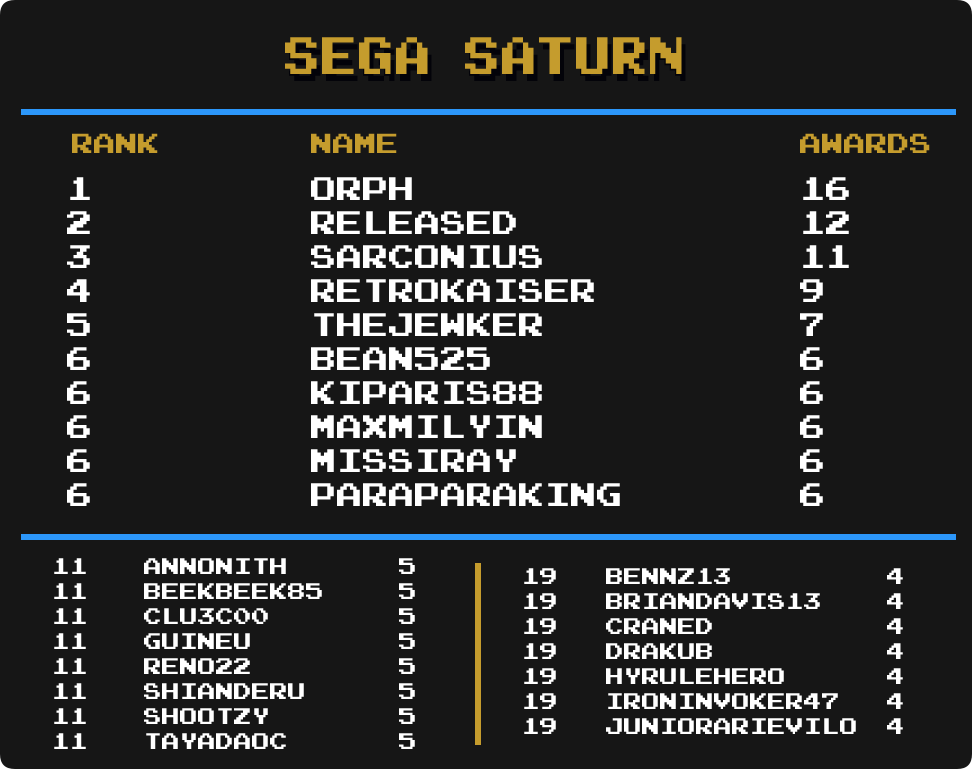 SEGA SATURN
RANK NAME AWARDS
1 ORPH 16
2 RELEASED 12
3 SARCONIUS 11
4 RETROKAISER 9
5 THEJEWKER 7
6 BEAN525 6
6 KIPARIS88 6
6 MAXMILYIN 6
6 MISSIRAY 6
6 PARAPARAKING 6
11 ANNONITH 5
11 BEEKBEEK85 5
11 CLU3COO 5
11 GUINEU 5
11 RENO22 5
11 SHIANDERU 5
11 SHOOTZY 5
11 TAYADAOC 5
19 BENNZ13 4
19 BRIANDAVIS13 4
19 CRANED 4
19 DRAKUB 4
19 HYRULEHERO 4
19 IRONINVOKER47 4
19 JUNIORARIEVILO 4